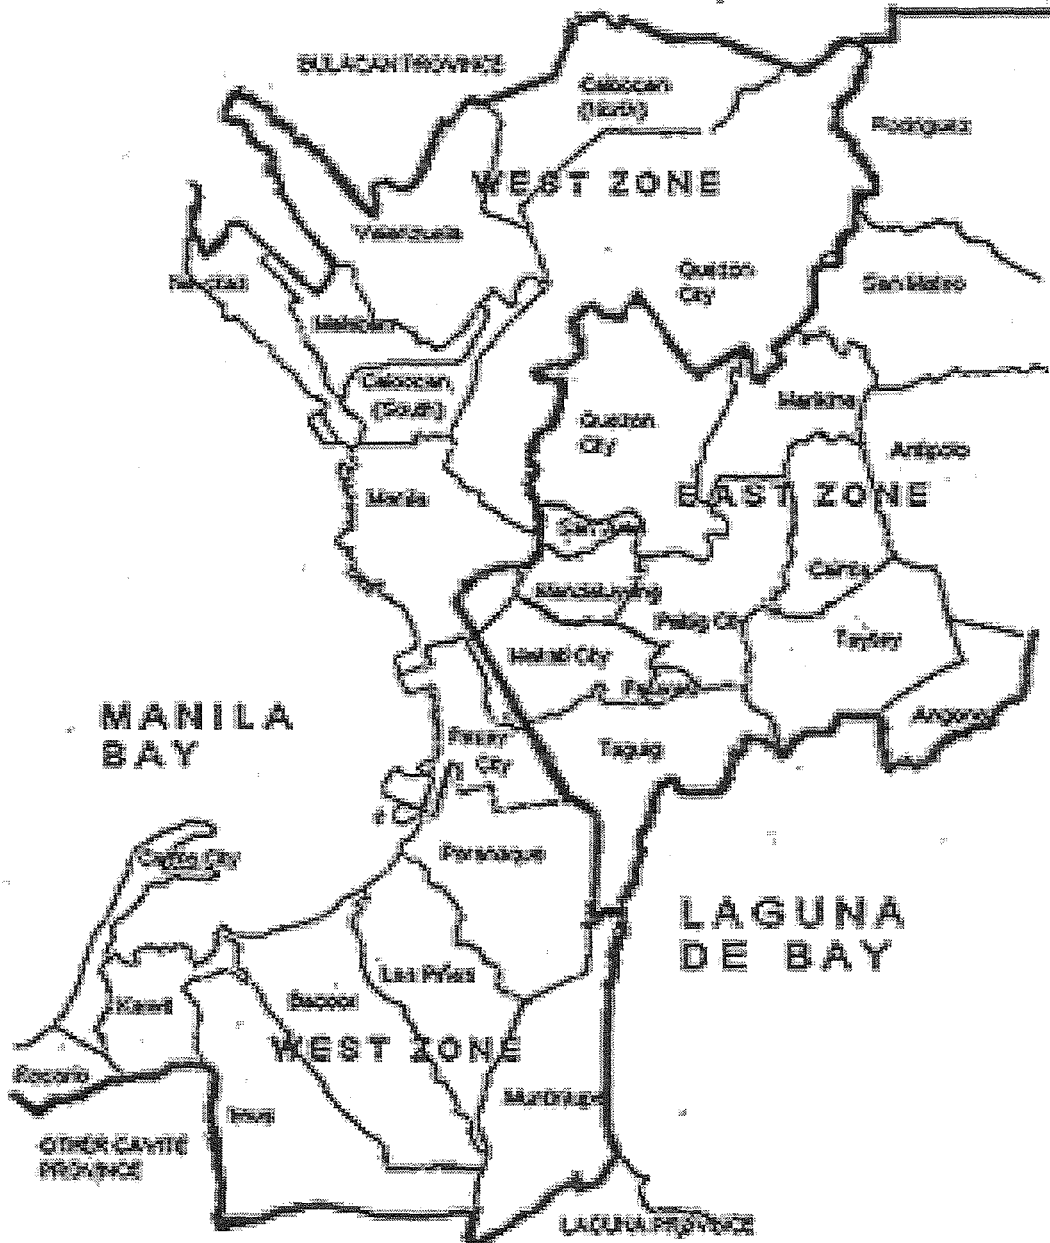 BULACAN PROVINCE
Caloocan
(North)
Rodriguez
WEST ZONE
Valenzuela
Quezon
City
San Mateo
Navotas
Malabon
Caloocan
(South)
Marikina
Quezon
City
Antipolo
EAST ZONE
Manila
San Juan
Cainta
Mandaluyong
Pasig City
Taytay
Makati City
Pateros
Angono
MANILA
BAY
Pasay
City
Taguig
Paranaque
Cavite City
LAGUNA
DE BAY
Las Piñas
Bacoor
Kawit
WEST ZONE
Rosario
Muntinlupa
Imus
OTHER CAVITE
PROVINCE
LAGUNA PROVINCE